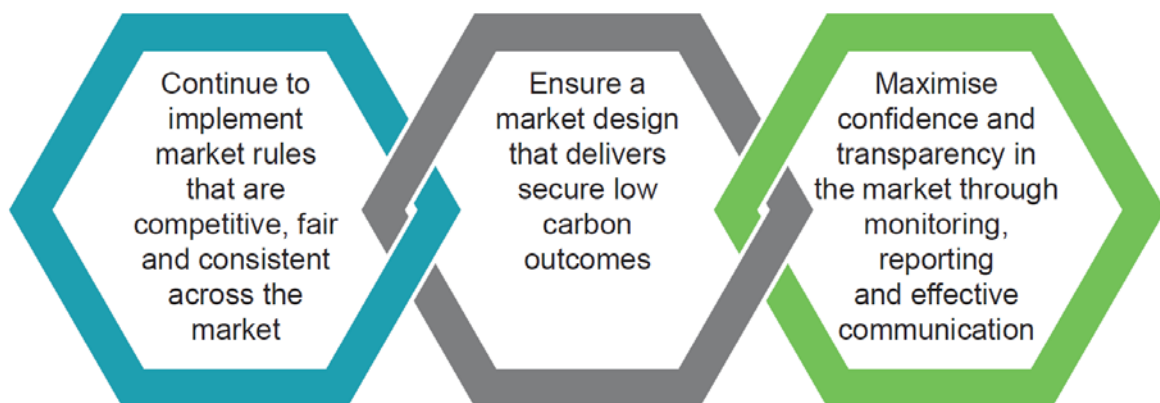 Continue to
implement
market rules
that are
competitive, fair
and consistent
across the
market
Ensure a
market design
that delivers
secure low
carbon
outcomes
Maximise
confidence and
transparency in
the market through
monitoring,
reporting
and effective
communication